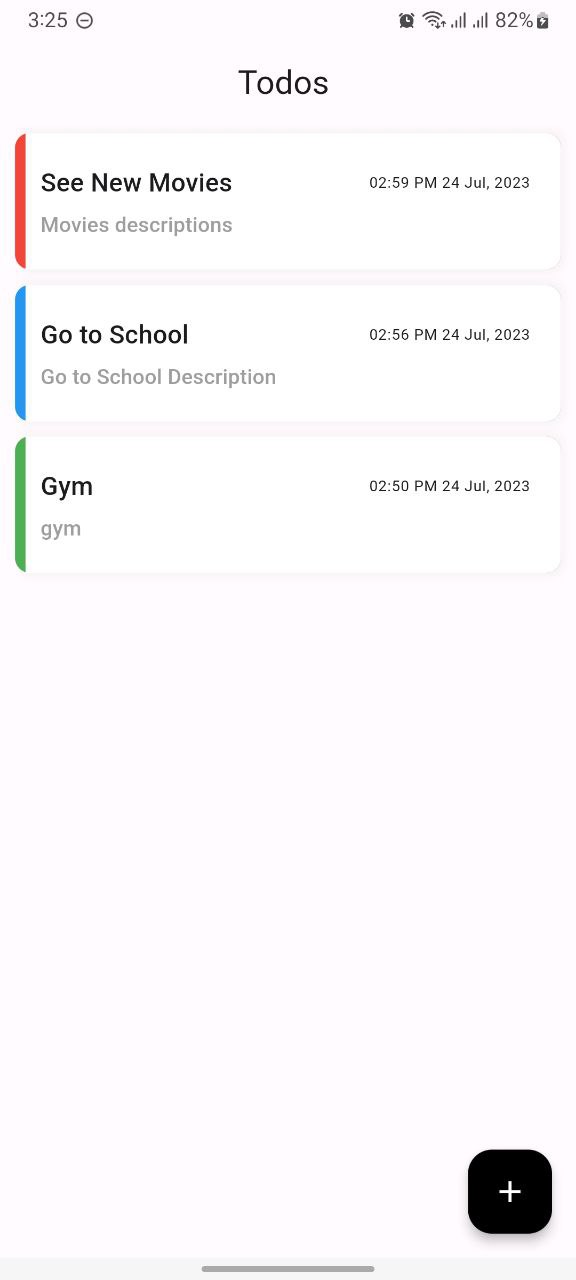 3:25 82%
Todos
See New Movies 02:59 PM 24 Jul, 2023
Movies descriptions
Go to School 02:56 PM 24 Jul, 2023
Go to School Description
Gym 02:50 PM 24 Jul, 2023
gym
+